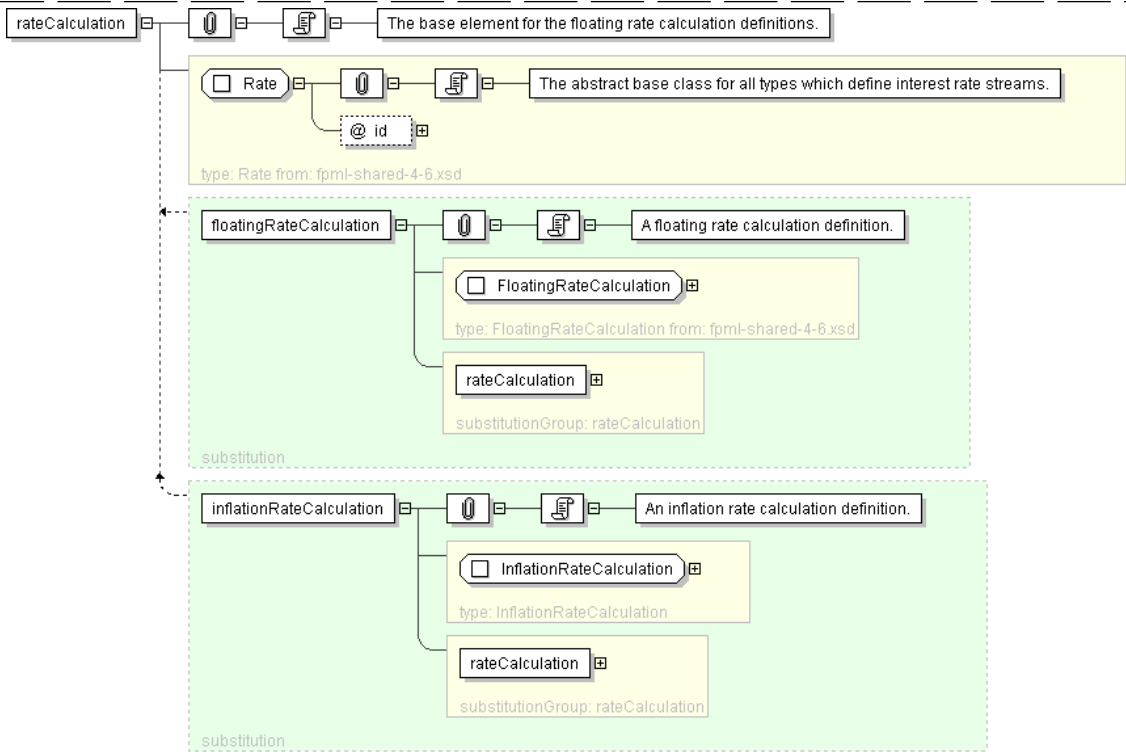 rateCalculation
The base element for the floating rate calculation definitions.
Rate
The abstract base class for all types which define interest rate streams.
@ id
type: Rate from: fpml-shared-4-6.xsd
floatingRateCalculation
A floating rate calculation definition.
FloatingRateCalculation
type: FloatingRateCalculation from: fpml-shared-4-6.xsd
rateCalculation
substitutionGroup: rateCalculation
substitution
inflationRateCalculation
An inflation rate calculation definition.
InflationRateCalculation
type: InflationRateCalculation
rateCalculation
substitutionGroup: rateCalculation
substitution